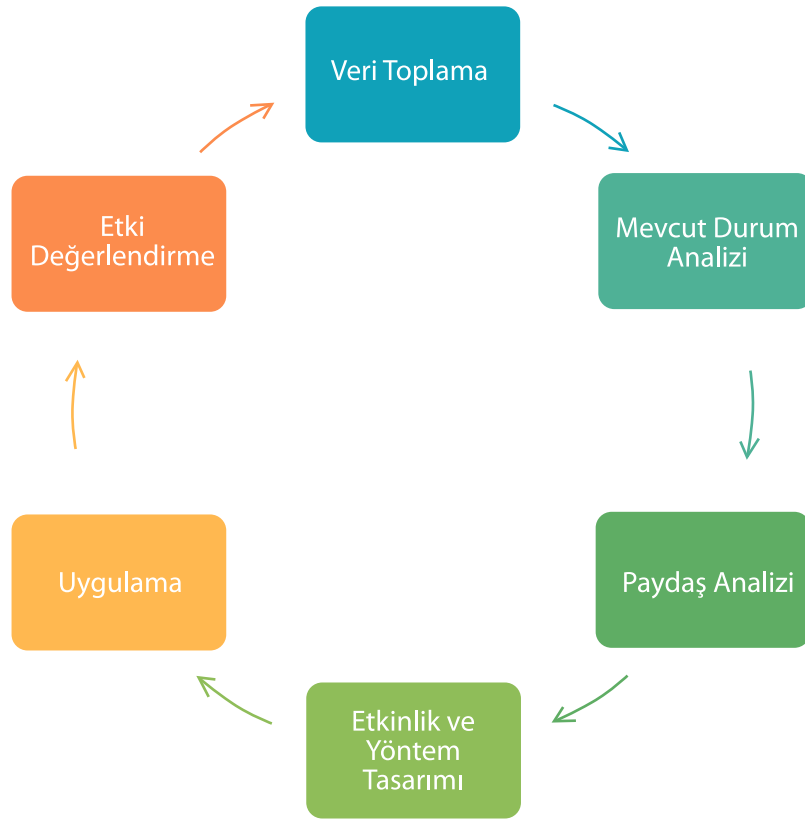 Veri Toplama
Mevcut Durum
Analizi
Paydaş Analizi
Etkinlik ve
Yöntem
Tasarımı
Uygulama
Etki
Değerlendirme